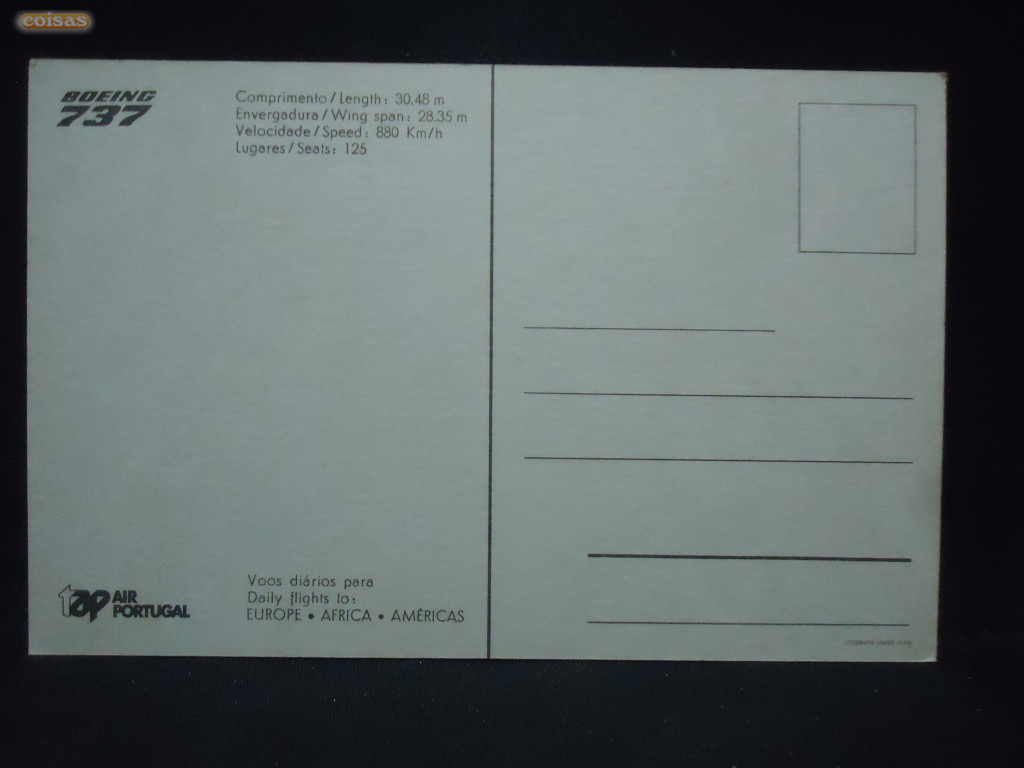 coisas
BOEING
737
Comprimento / Length: 30.48 m
Envergadura / Wing span: 28.35 m
Velocidade / Speed: 880 Km/h
Lugares / Seats: 125
tap AIR
PORTUGAL
Voos diários para
Daily flights to:
EUROPE • AFRICA • AMÉRICAS